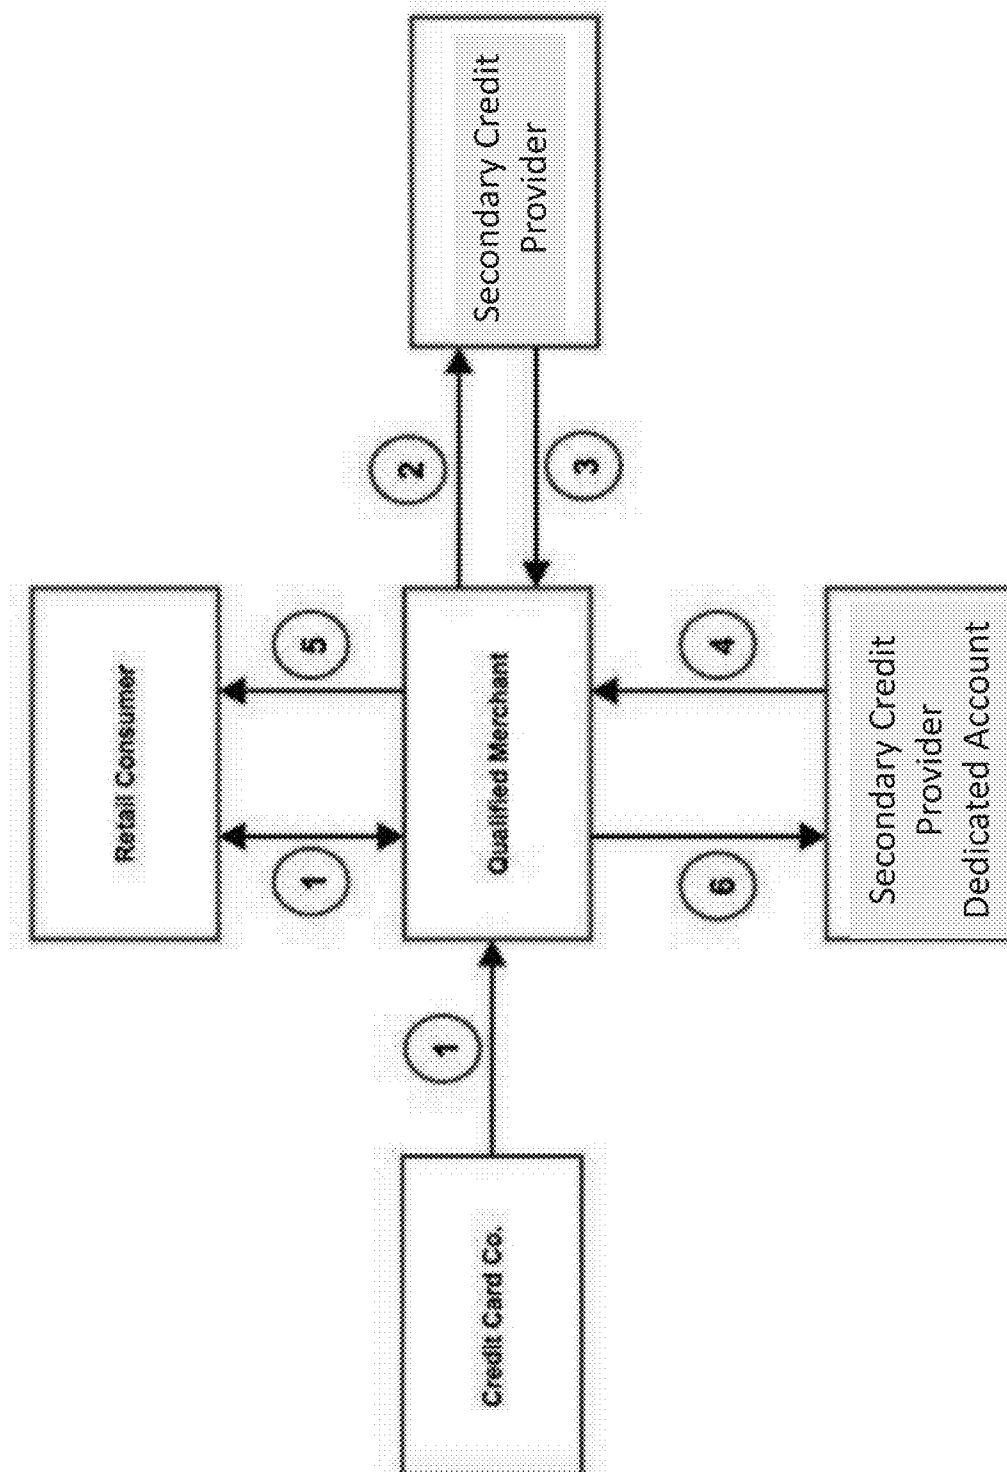 Retail Consumer
1
5
1
2
Credit Card Co.
Qualified Merchant
Secondary Credit
Provider
3
6
4
Secondary Credit
Provider
Dedicated Account